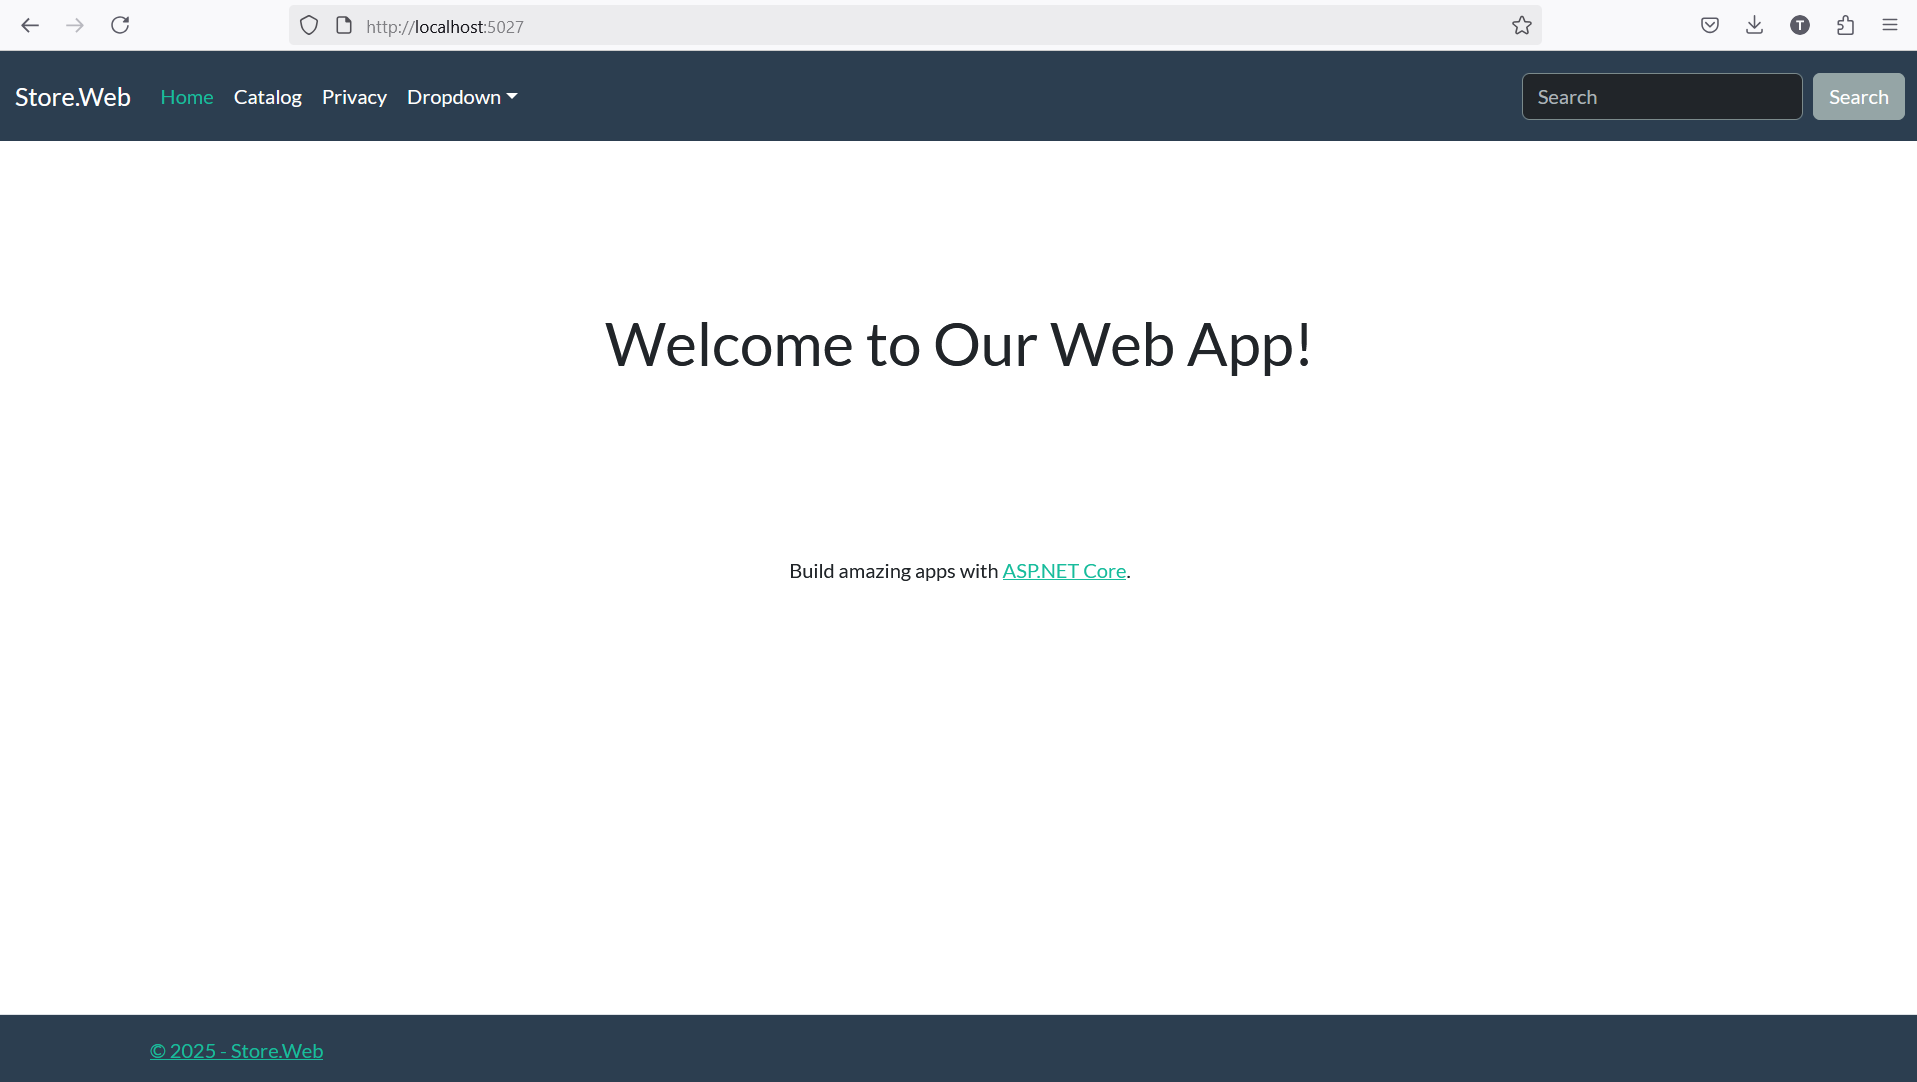 http://localhost:5027
T
Store.Web Home Catalog Privacy Dropdown Search Search
Welcome to Our Web App!
Build amazing apps with ASP.NET Core.
© 2025 - Store.Web